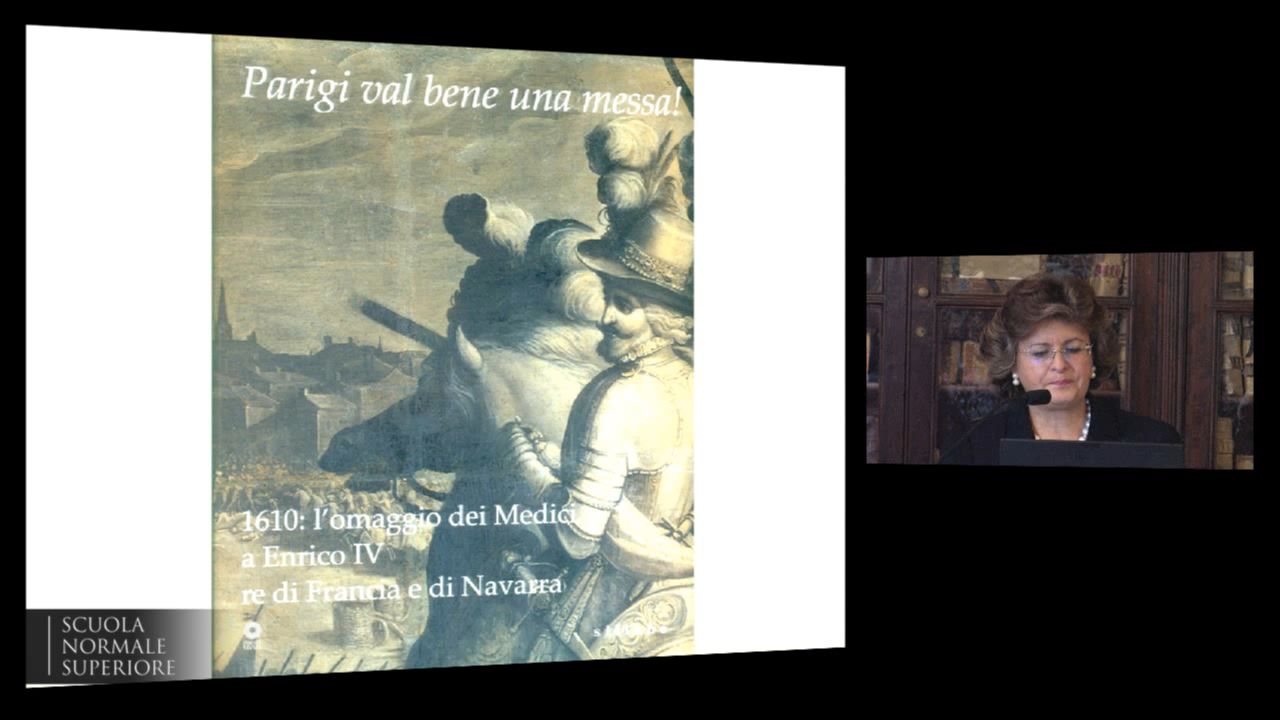 Parigi val bene una messa!
1610: l'omaggio dei Medici
a Enrico IV
re di Francia e di Navarra
SCUOLA
NORMALE
SUPERIORE